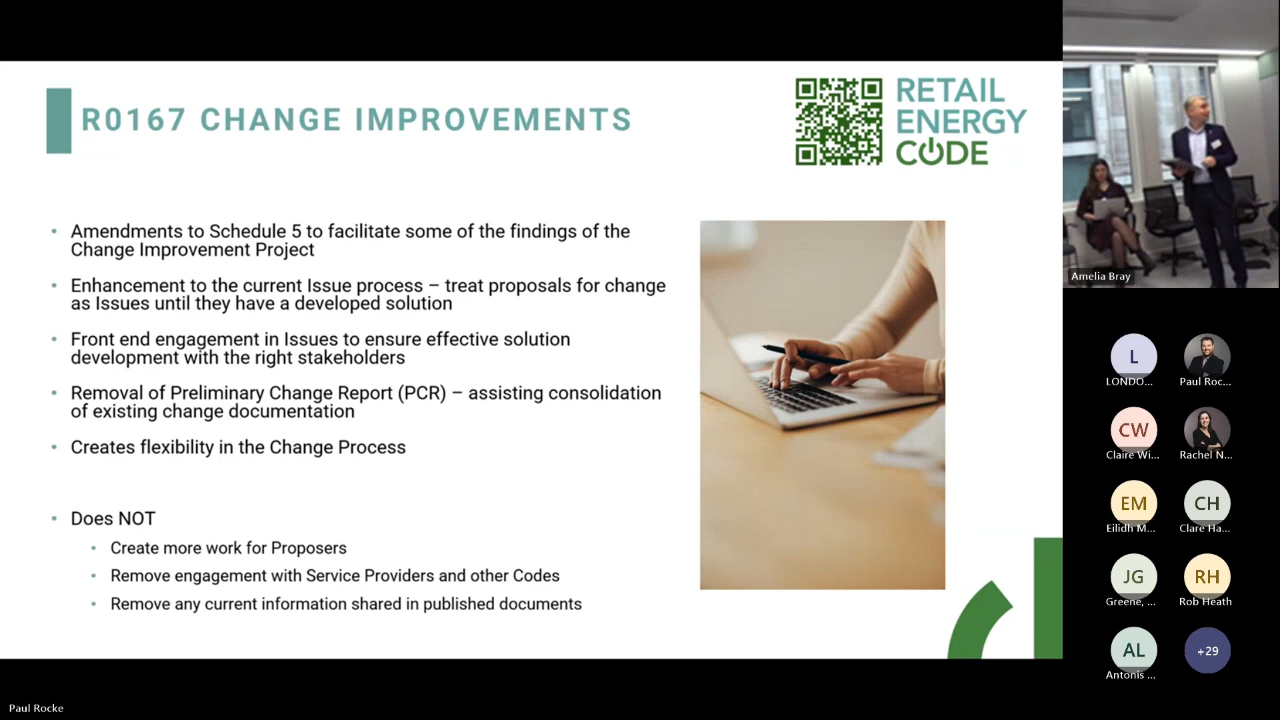 R0167 CHANGE IMPROVEMENTS
RETAIL
ENERGY
CODE
• Amendments to Schedule 5 to facilitate some of the findings of the
Change Improvement Project
• Enhancement to the current Issue process – treat proposals for change
as Issues until they have a developed solution
• Front end engagement in Issues to ensure effective solution
development with the right stakeholders
• Removal of Preliminary Change Report (PCR) – assisting consolidation
of existing change documentation
• Creates flexibility in the Change Process
• Does NOT
• Create more work for Proposers
• Remove engagement with Service Providers and other Codes
• Remove any current information shared in published documents
Amelia Bray
L
LONDO...
Paul Roc...
CW
Claire Wi...
Rachel N...
EM
Eilidh M...
CH
Clare Ha...
JG
Greene, ...
RH
Rob Heath
AL
Antonis ...
+29
Paul Rocke